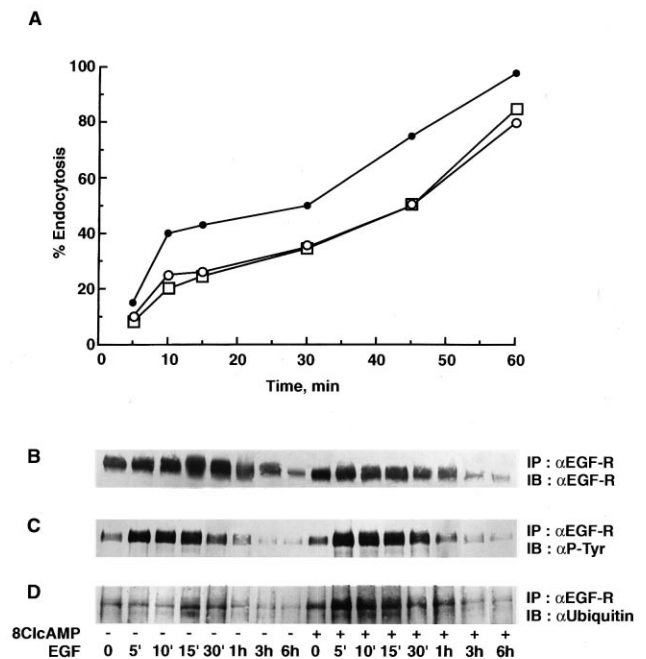 A
100
80
60
40
20
0
% Endocytosis
0 10 20 30 40 50 60
Time, min
B
IP : αEGF-R
IB : αEGF-R
C
IP : αEGF-R
IB : αP-Tyr
D
IP : αEGF-R
IB : αUbiquitin
8ClcAMP - - - - - - - - + + + + + + + +
EGF 0 5' 10' 15' 30' 1h 3h 6h 0 5' 10' 15' 30' 1h 3h 6h